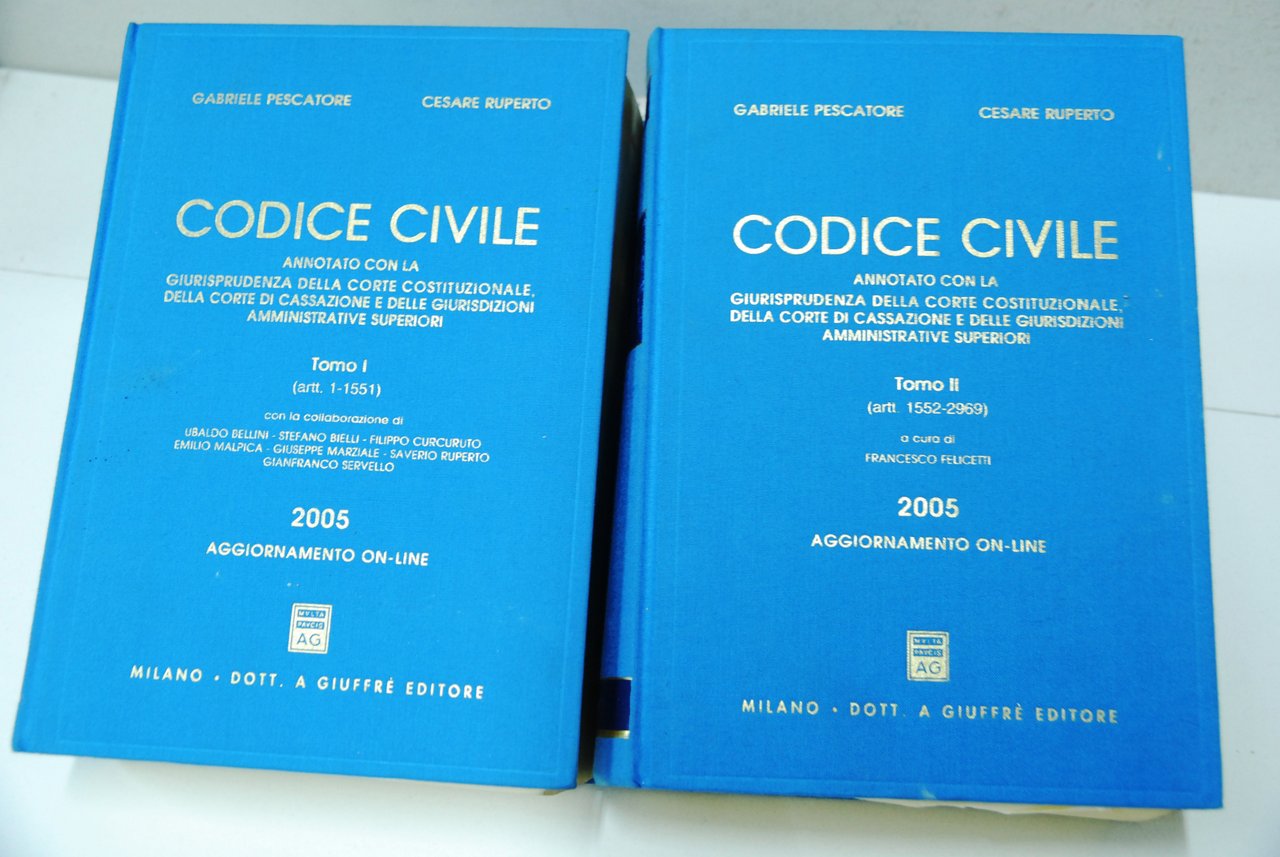 GABRIELE PESCATORE CESARE RUPERTO
CODICE CIVILE
ANNOTATO CON LA
GIURISPRUDENZA DELLA CORTE COSTITUZIONALE,
DELLA CORTE DI CASSAZIONE E DELLE GIURISDIZIONI
AMMINISTRATIVE SUPERIORI
Tomo I
(artt. 1-1551)
con la collaborazione di
UBALDO BELLINI - STEFANO BIELLI - FILIPPO CURCURUTO
EMILIO MALPICA - GIUSEPPE MARZIALE - SAVERIO RUPERTO
GIANFRANCO SERVELLO
2005
AGGIORNAMENTO ON-LINE
MVLTA
PAVCIS
AG
MILANO • DOTT. A GIUFFRÈ EDITORE
GABRIELE PESCATORE CESARE RUPERTO
CODICE CIVILE
ANNOTATO CON LA
GIURISPRUDENZA DELLA CORTE COSTITUZIONALE,
DELLA CORTE DI CASSAZIONE E DELLE GIURISDIZIONI
AMMINISTRATIVE SUPERIORI
Tomo II
(artt. 1552-2969)
a cura di
FRANCESCO FELICETTI
2005
AGGIORNAMENTO ON-LINE
MVLTA
PAVCIS
AG
MILANO • DOTT. A GIUFFRÈ EDITORE